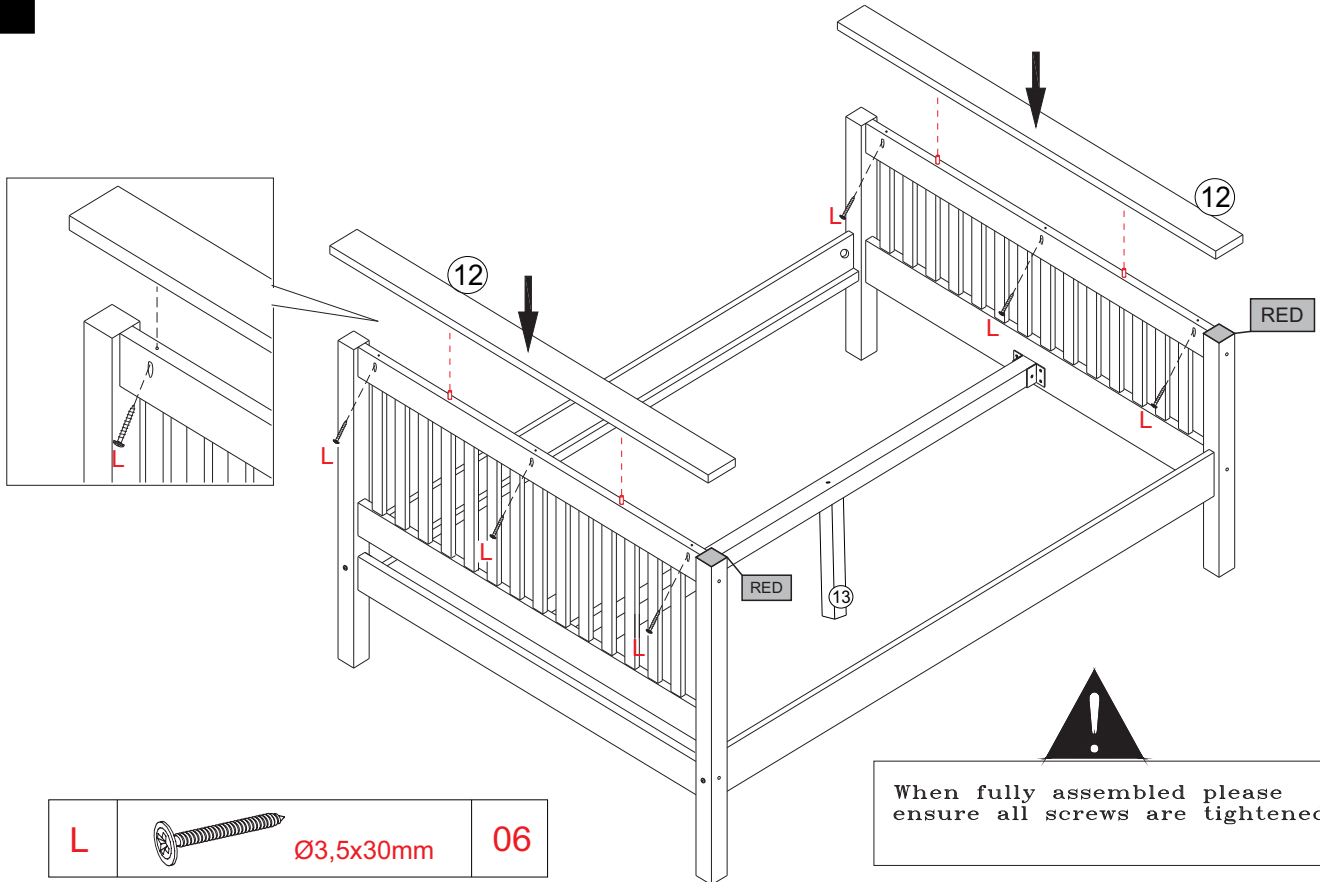 12
L
12
L
RED
L
L
L
L
L
RED
13
When fully assembled please
ensure all screws are tightened
L
Ø3,5x30mm
06